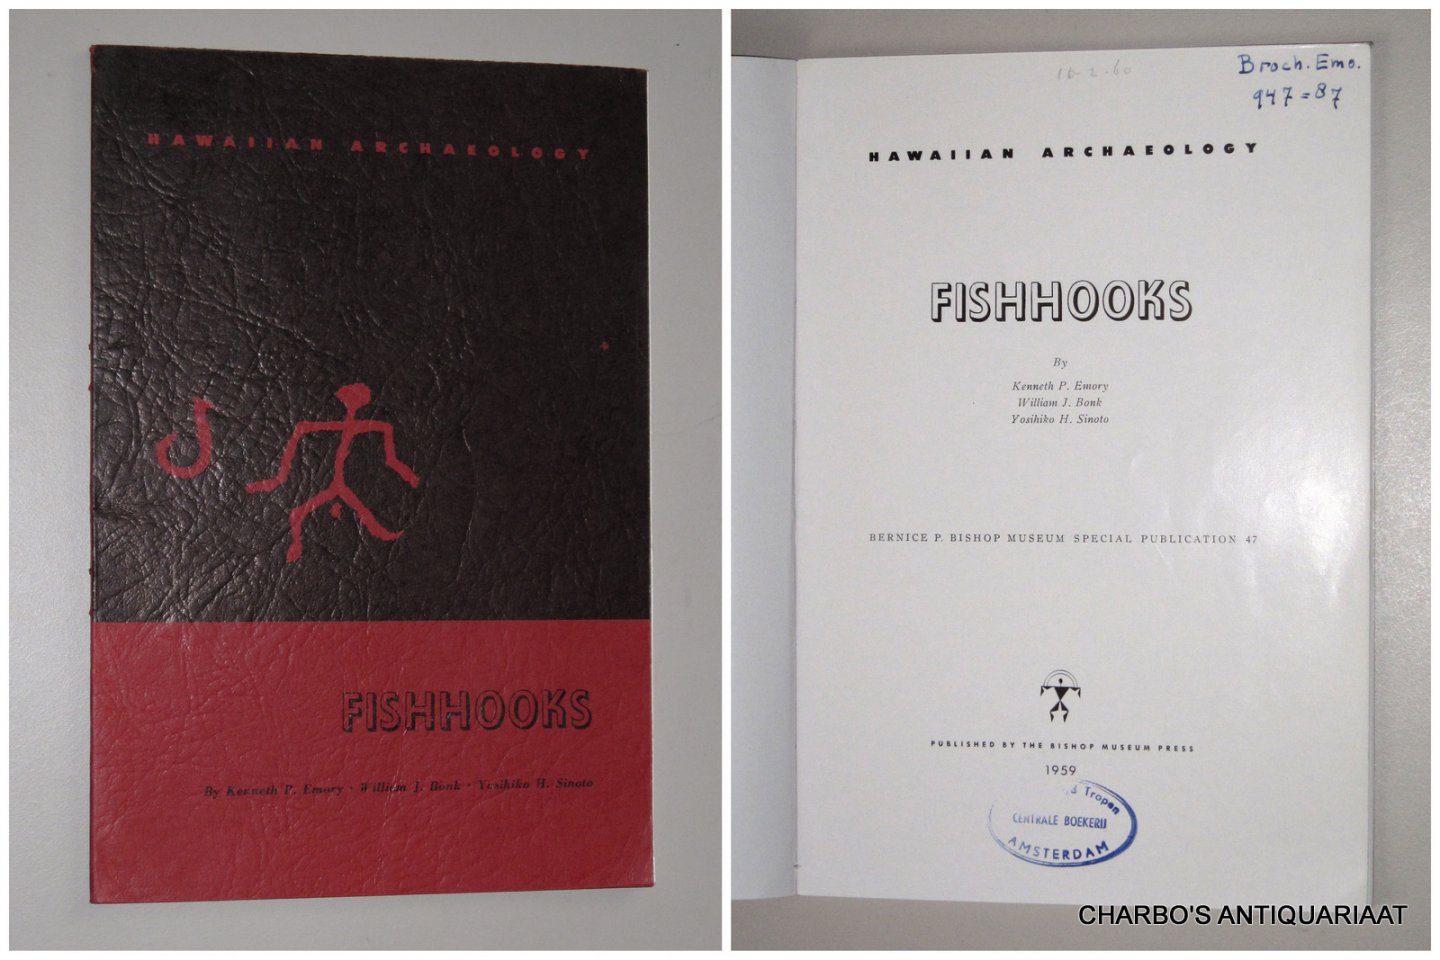 HAWAIIAN ARCHAEOLOGY
FISHHOOKS
By Kenneth P. Emory · William J. Bonk · Yosihiko H. Sinoto
10-2-60
Broch. Emo.
947=87
HAWAIIAN ARCHAEOLOGY
FISHHOOKS
By
Kenneth P. Emory
William J. Bonk
Yosihiko H. Sinoto
BERNICE P. BISHOP MUSEUM SPECIAL PUBLICATION 47
PUBLISHED BY THE BISHOP MUSEUM PRESS
1959
Tropen
CENTRALE BOEKERIJ
AMSTERDAM
CHARBO'S ANTIQUARIAAT